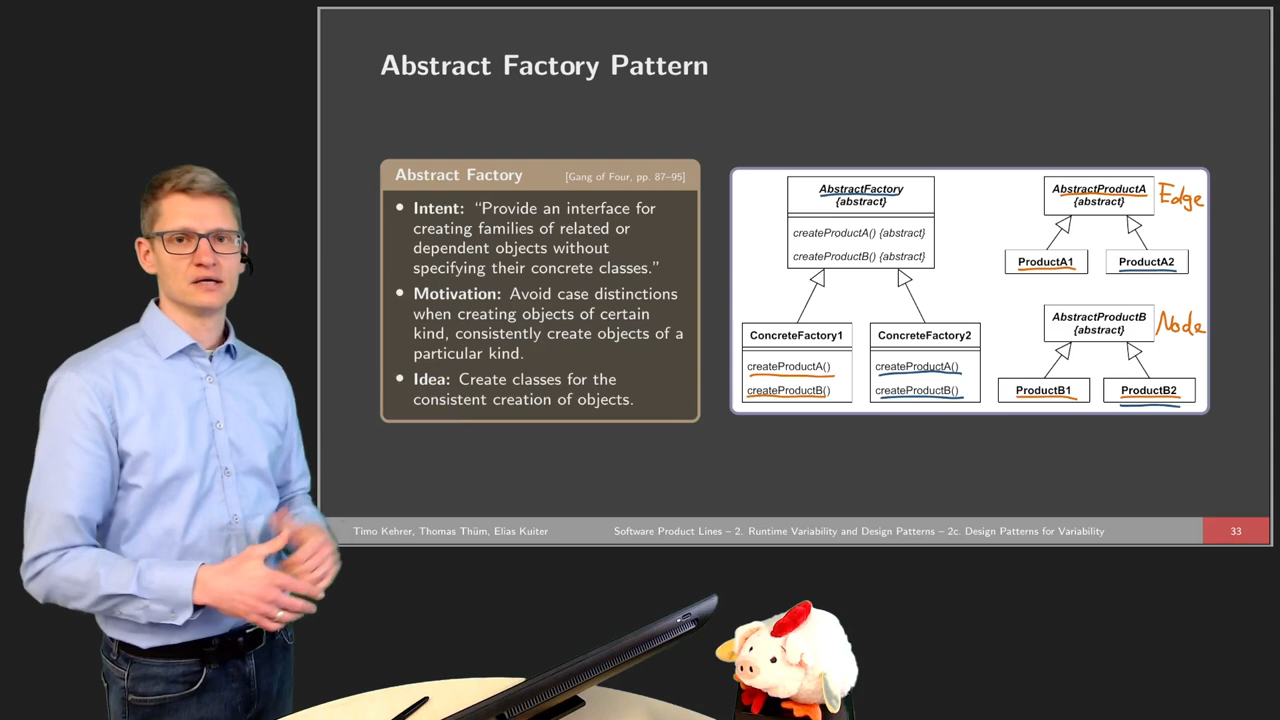 Abstract Factory Pattern
Abstract Factory [Gang of Four, pp. 87–95]
• Intent: “Provide an interface for
creating families of related or
dependent objects without
specifying their concrete classes.”
• Motivation: Avoid case distinctions
when creating objects of certain
kind, consistently create objects of a
particular kind.
• Idea: Create classes for the
consistent creation of objects.
AbstractFactory
{abstract}
createProductA() {abstract}
createProductB() {abstract}
ConcreteFactory1
createProductA()
createProductB()
ConcreteFactory2
createProductA()
createProductB()
AbstractProductA
{abstract}
Edge
ProductA1
ProductA2
AbstractProductB
{abstract}
Node
ProductB1
ProductB2
Timo Kehrer, Thomas Thüm, Elias Kuiter
Software Product Lines – 2. Runtime Variability and Design Patterns – 2c. Design Patterns for Variability
33